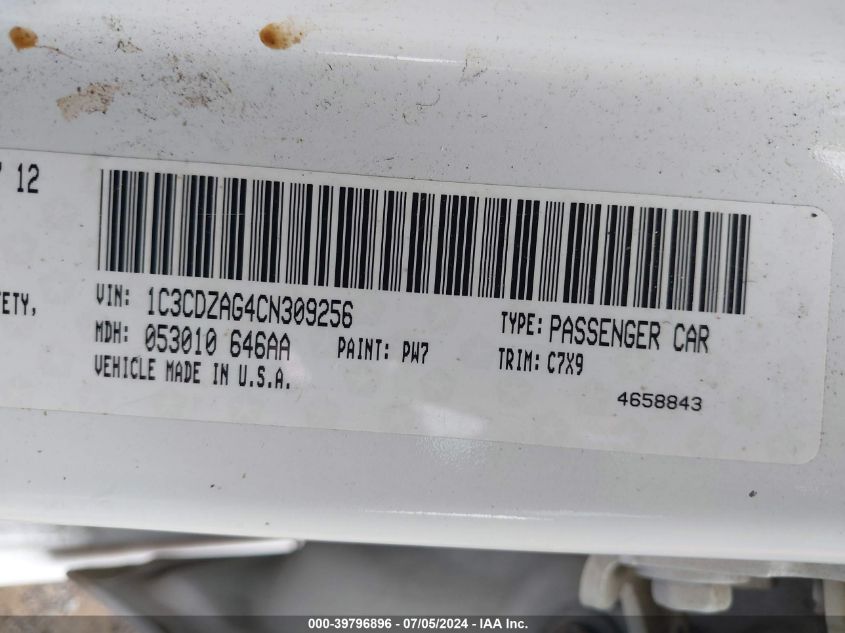 12
ETY,
VIN: 1C3CDZAG4CN309256
TYPE: PASSENGER CAR
MDH: 053010 646AA
PAINT: PW7
TRIM: C7X9
VEHICLE MADE IN U.S.A.
4658843
000-39796896 - 07/05/2024 - IAA Inc.